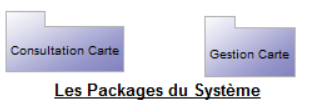 Consultation Carte
Gestion Carte
Les Packages du Système